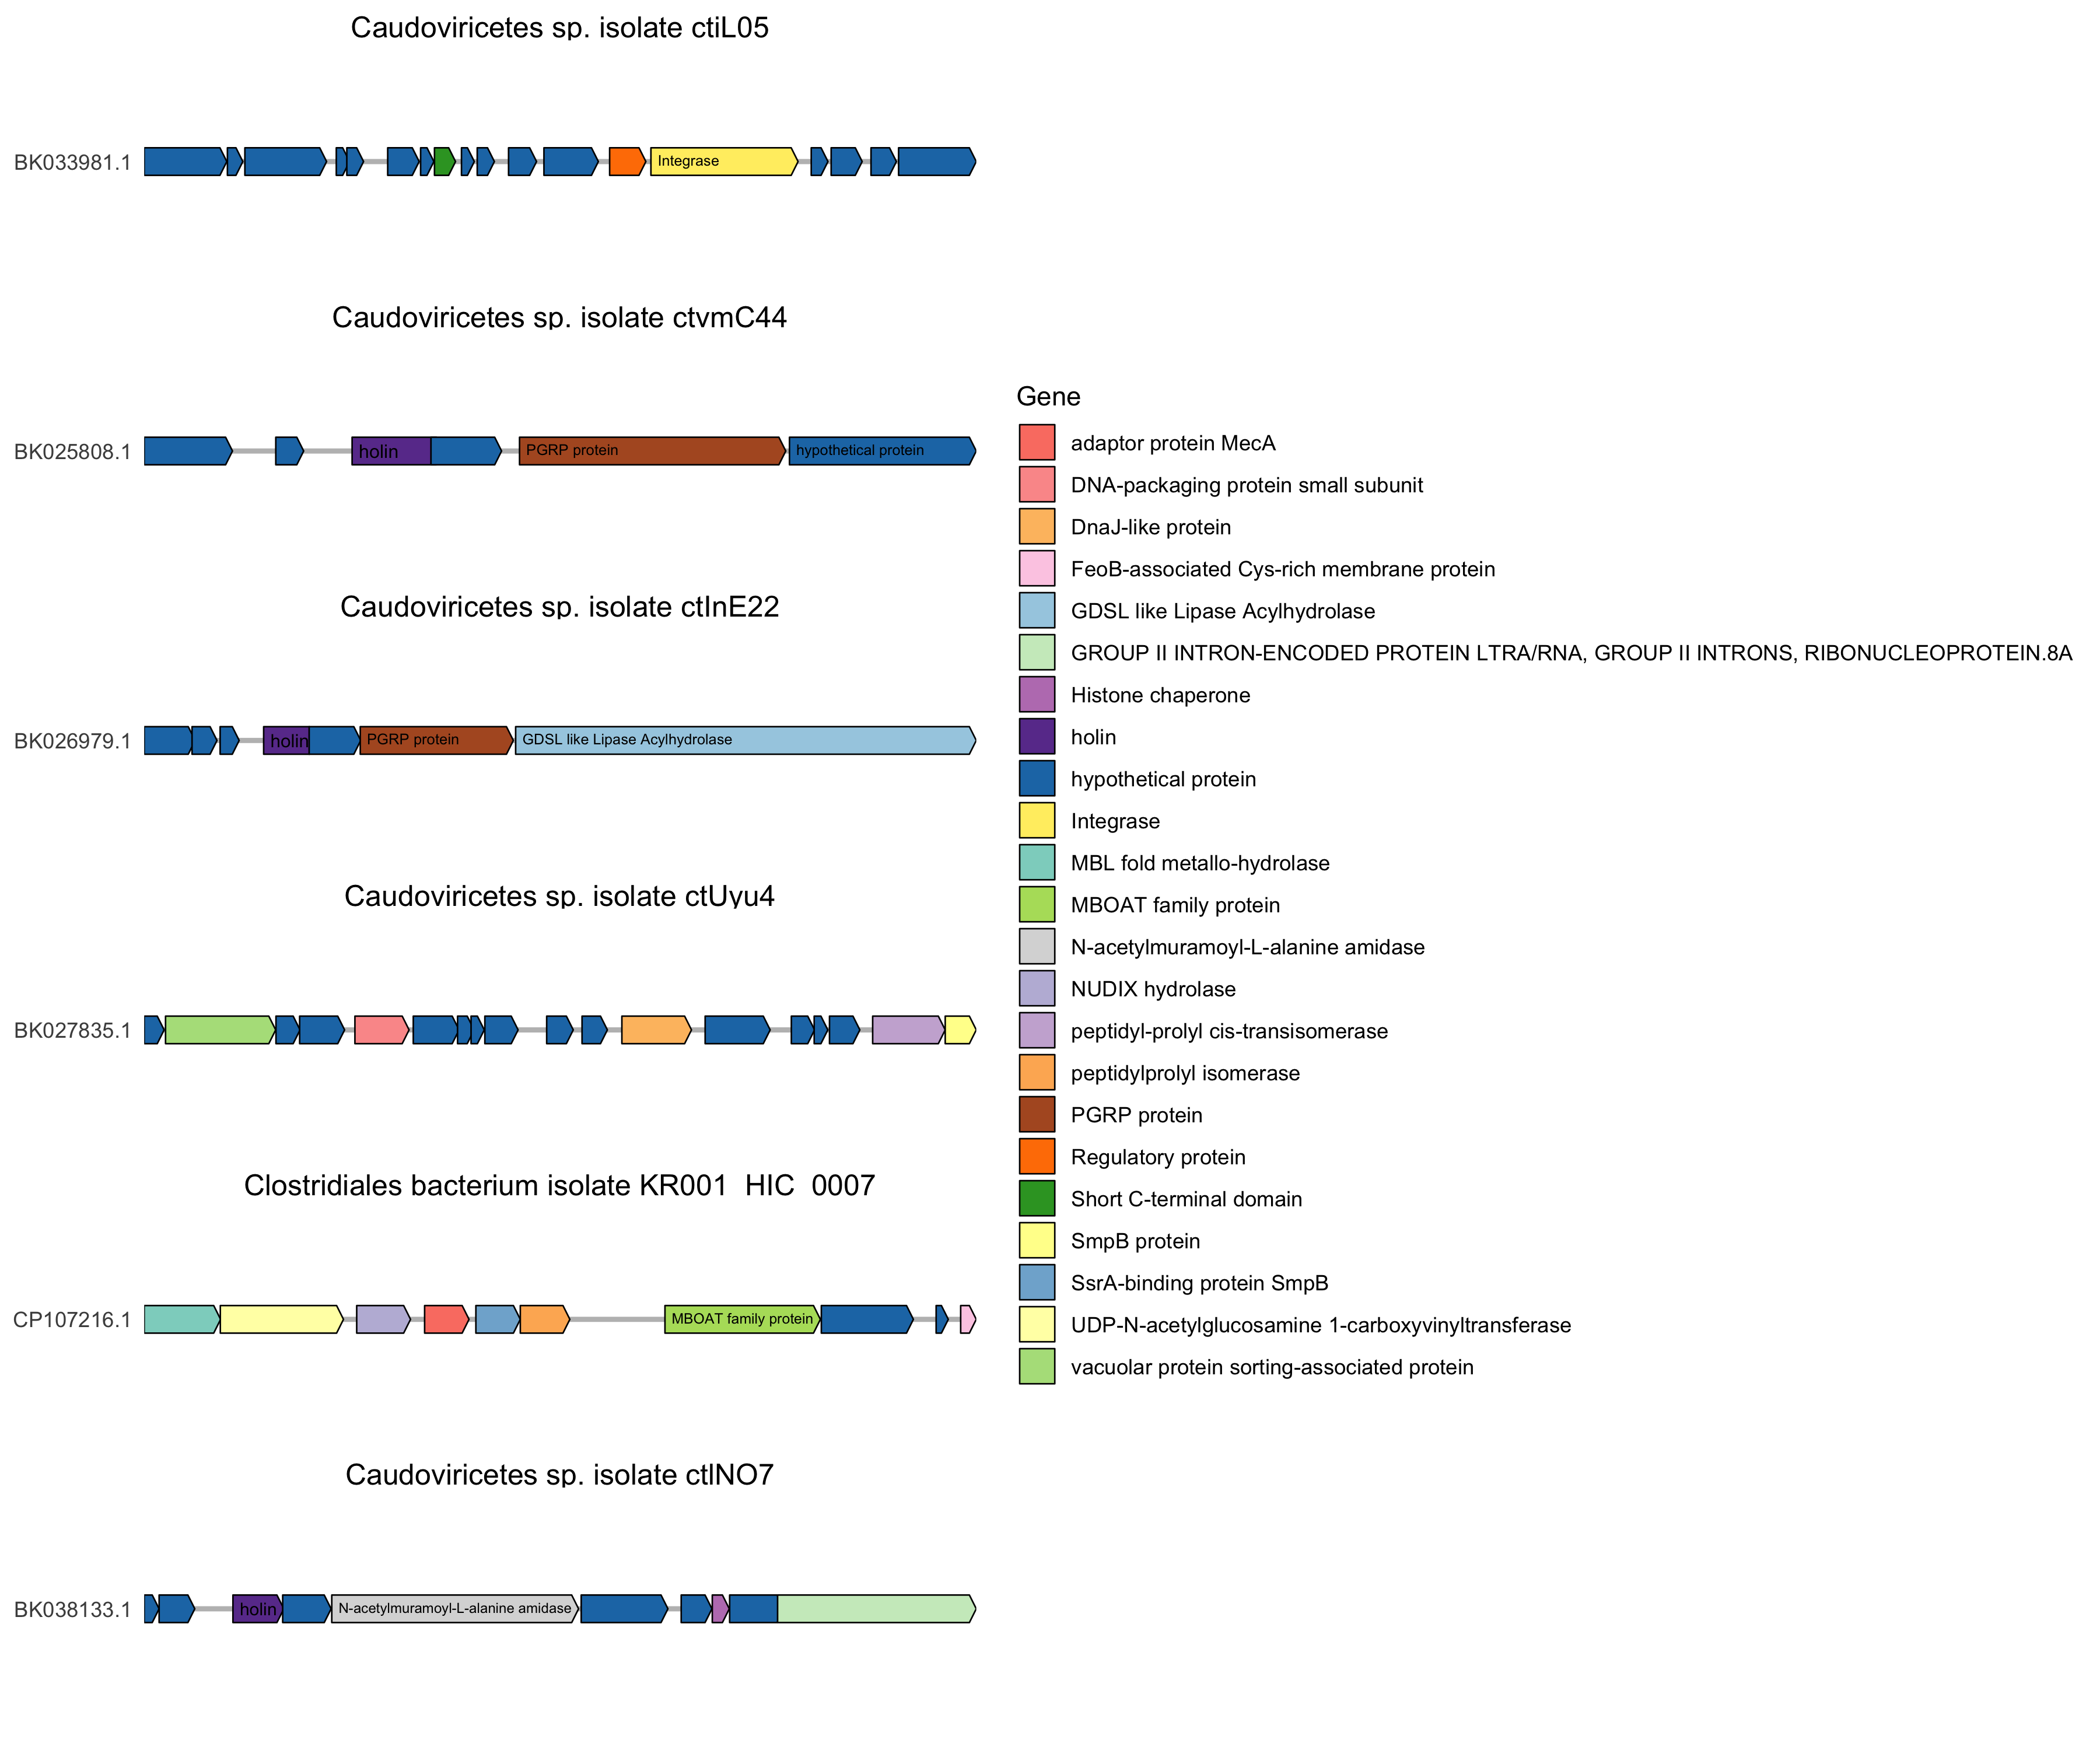 Caudoviricetes sp. isolate ctiL05
BK033981.1
Integrase
Caudoviricetes sp. isolate ctvmC44
BK025808.1
holin
PGRP protein
hypothetical protein
Caudoviricetes sp. isolate ctInE22
BK026979.1
holin
PGRP protein
GDSL like Lipase Acylhydrolase
Caudoviricetes sp. isolate ctUyu4
BK027835.1
Clostridiales bacterium isolate KR001 HIC 0007
CP107216.1
MBOAT family protein
Caudoviricetes sp. isolate ctlNO7
BK038133.1
holin
N-acetylmuramoyl-L-alanine amidase
Gene
adaptor protein MecA
DNA-packaging protein small subunit
DnaJ-like protein
FeoB-associated Cys-rich membrane protein
GDSL like Lipase Acylhydrolase
GROUP II INTRON-ENCODED PROTEIN LTRA/RNA, GROUP II INTRONS, RIBONUCLEOPROTEIN.8A
Histone chaperone
holin
hypothetical protein
Integrase
MBL fold metallo-hydrolase
MBOAT family protein
N-acetylmuramoyl-L-alanine amidase
NUDIX hydrolase
peptidyl-prolyl cis-transisomerase
peptidylprolyl isomerase
PGRP protein
Regulatory protein
Short C-terminal domain
SmpB protein
SsrA-binding protein SmpB
UDP-N-acetylglucosamine 1-carboxyvinyltransferase
vacuolar protein sorting-associated protein